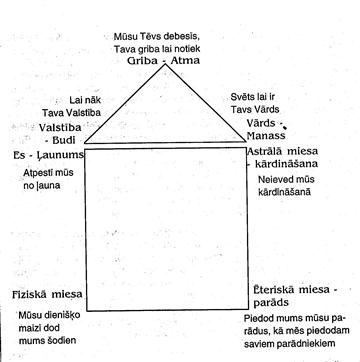 Mūsu Tēvs debesīs,
Tava griba lai notiek
Griba - Atma
Lai nāk
Tava Valstība
Valstība
- Budi
Svēts lai ir
Tavs Vārds
Vārds -
Manass
Es - Ļaunums
Atpestī mūs
no ļauna
Astrālā miesa
- kārdināšana
Neieved mūs
kārdināšanā
Fiziskā miesa
Mūsu dienišķo
maizi dod
mums šodien
Ēteriskā miesa -
parāds
Piedod mums mūsu pa-
rādus, kā mēs piedodam
saviem parādniekiem